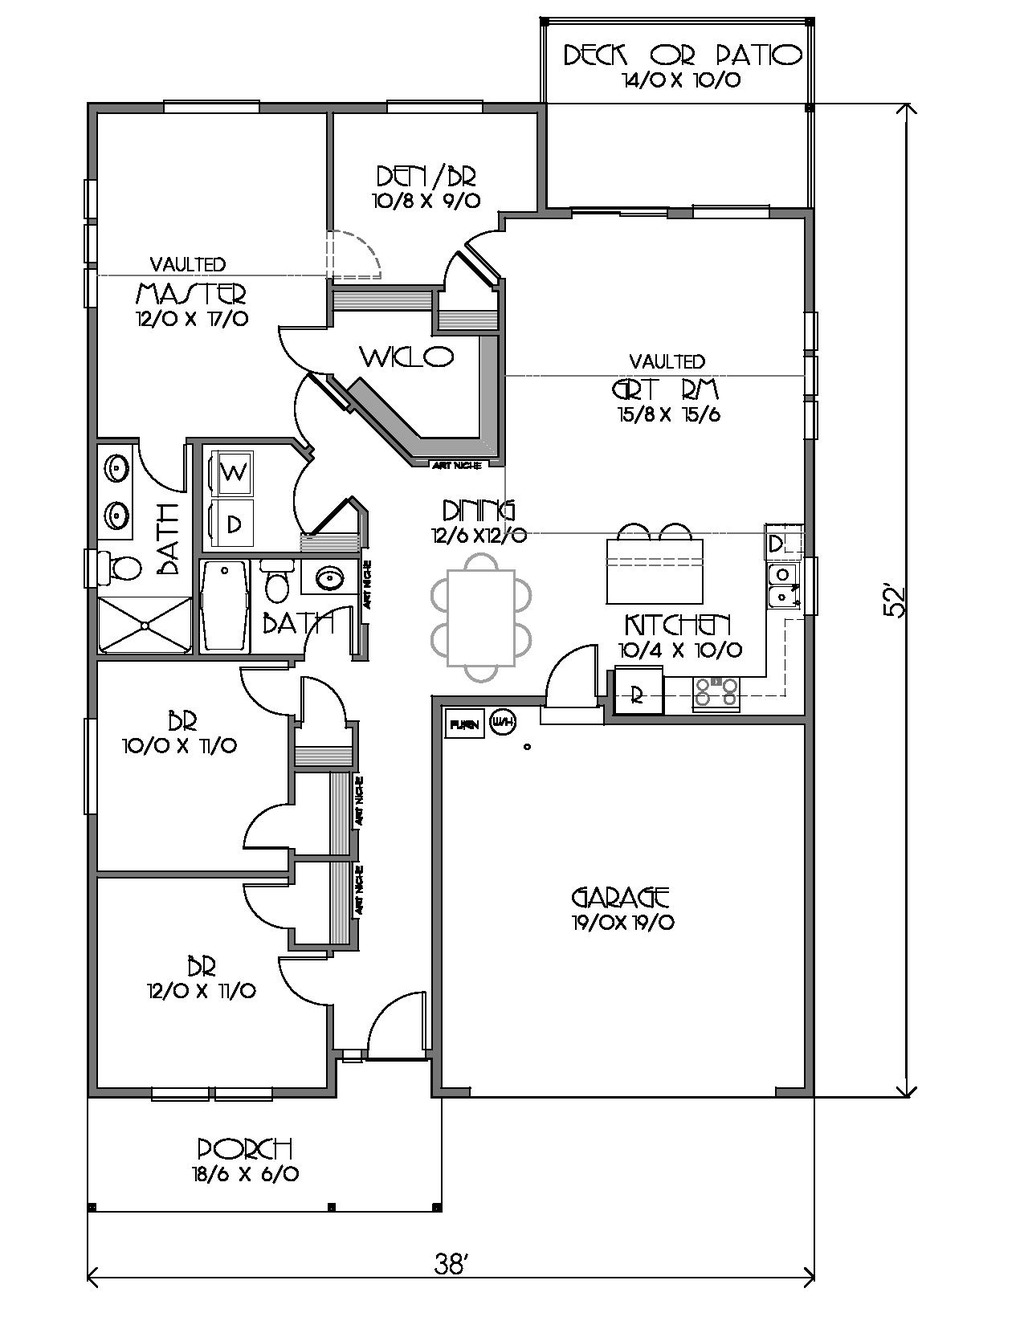 DECK OR PATIO
14/0 X 10/0
DEN/BR
10/8 X 9/0
VAULTED
MASTER
12/0 X 17/0
WICLO
VAULTED
GRT RM
15/8 X 15/6
ART NICHE
W
D
BATH
DINING
12/6 X12/0
D
ART NICHE
BATH
KITCHEN
10/4 X 10/0
R
52'
BR
10/0 X 11/0
FURN
W/H
ART NICHE
ART NICHE
GARAGE
19/0X 19/0
BR
12/0 X 11/0
PORCH
18/6 X 6/0
38'